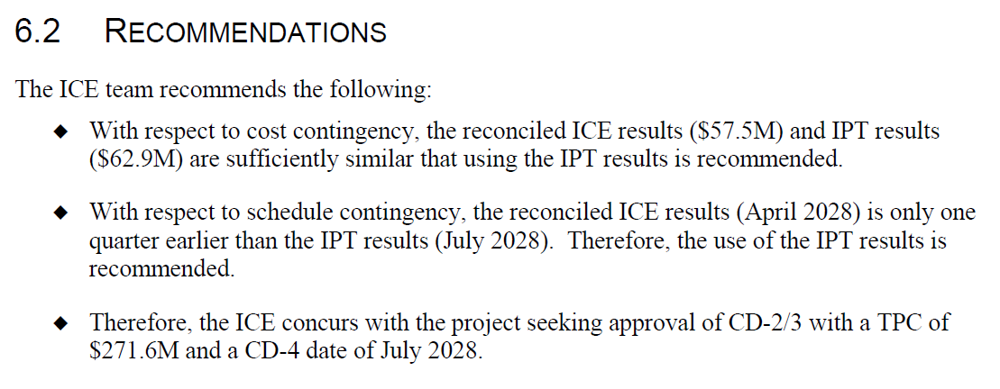 6.2 RECOMMENDATIONS
The ICE team recommends the following:
◆ With respect to cost contingency, the reconciled ICE results ($57.5M) and IPT results
($62.9M) are sufficiently similar that using the IPT results is recommended.
◆ With respect to schedule contingency, the reconciled ICE results (April 2028) is only one
quarter earlier than the IPT results (July 2028). Therefore, the use of the IPT results is
recommended.
◆ Therefore, the ICE concurs with the project seeking approval of CD-2/3 with a TPC of
$271.6M and a CD-4 date of July 2028.